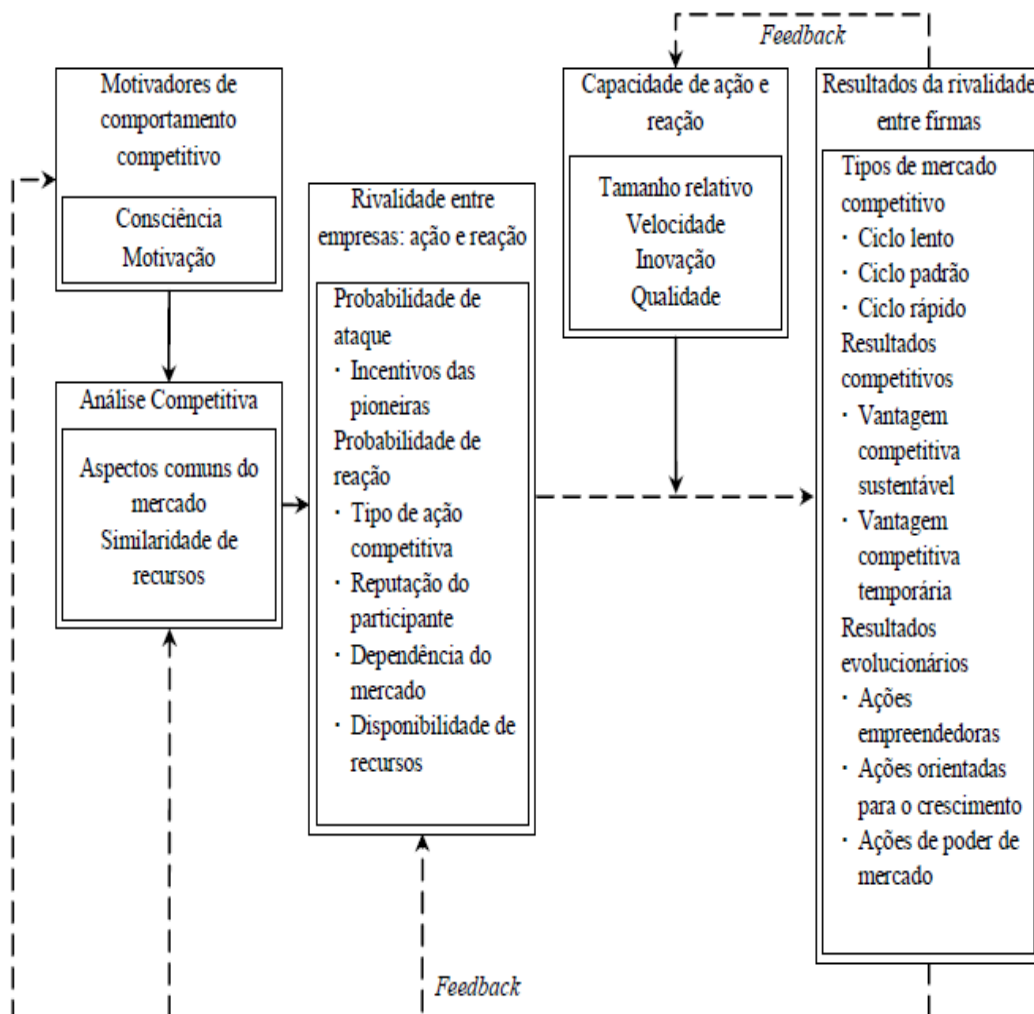 Feedback
Motivadores de
comportamento
competitivo
Consciência
Motivação
Análise Competitiva
Aspectos comuns do
mercado
Similaridade de
recursos
Rivalidade entre
empresas: ação e reação
Probabilidade de
ataque
· Incentivos das
pioneiras
Probabilidade de
reação
· Tipo de ação
competitiva
· Reputação do
participante
· Dependência do
mercado
· Disponibilidade de
recursos
Capacidade de ação e
reação
Tamanho relativo
Velocidade
Inovação
Qualidade
Resultados da rivalidade
entre firmas
Tipos de mercado
competitivo
· Ciclo lento
· Ciclo padrão
· Ciclo rápido
Resultados
competitivos
· Vantagem
competitiva
sustentável
· Vantagem
competitiva
temporária
Resultados
evolucionários
· Ações
empreendedoras
· Ações orientadas
para o crescimento
· Ações de poder de
mercado
Feedback